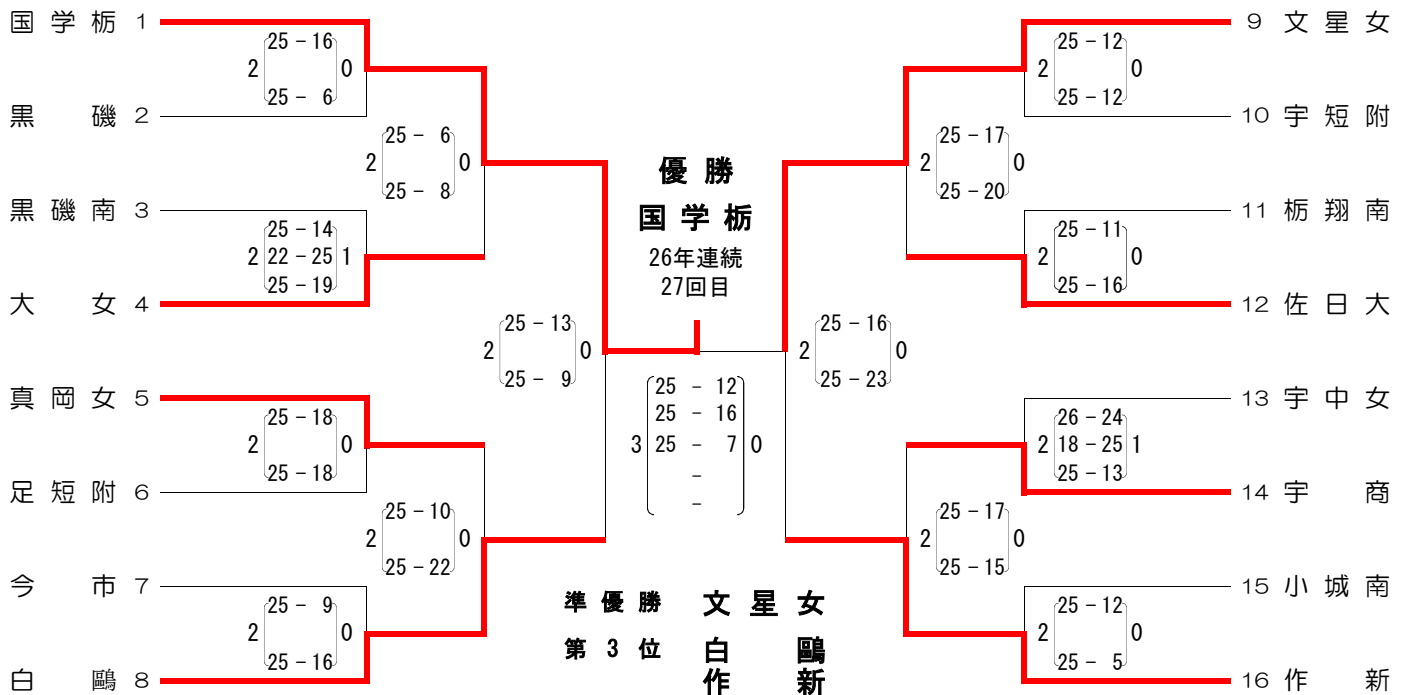 国学栃 1
25 - 16
2 0
25 - 6
黒磯 2
25 - 6
2 0
25 - 8
黒磯南 3
25 - 14
2 22 - 25 1
25 - 19
大女 4
25 - 13
2 0
25 - 9
真岡女 5
25 - 18
2 0
25 - 18
足短附 6
25 - 10
2 0
25 - 22
今市 7
25 - 9
2 0
25 - 16
白鷗 8
優勝
国学栃
26年連続
27回目
25 - 12
25 - 16
3 25 - 7 0
-
-
準優勝 文星女
第3位 白鷗
作新
9 文星女
25 - 12
2 0
25 - 12
10 宇短附
25 - 17
2 0
25 - 20
11 栃翔南
25 - 11
2 0
25 - 16
12 佐日大
25 - 16
2 0
25 - 23
13 宇中女
26 - 24
2 18 - 25 1
25 - 13
14 宇商
25 - 17
2 0
25 - 15
15 小城南
25 - 12
2 0
25 - 5
16 作新